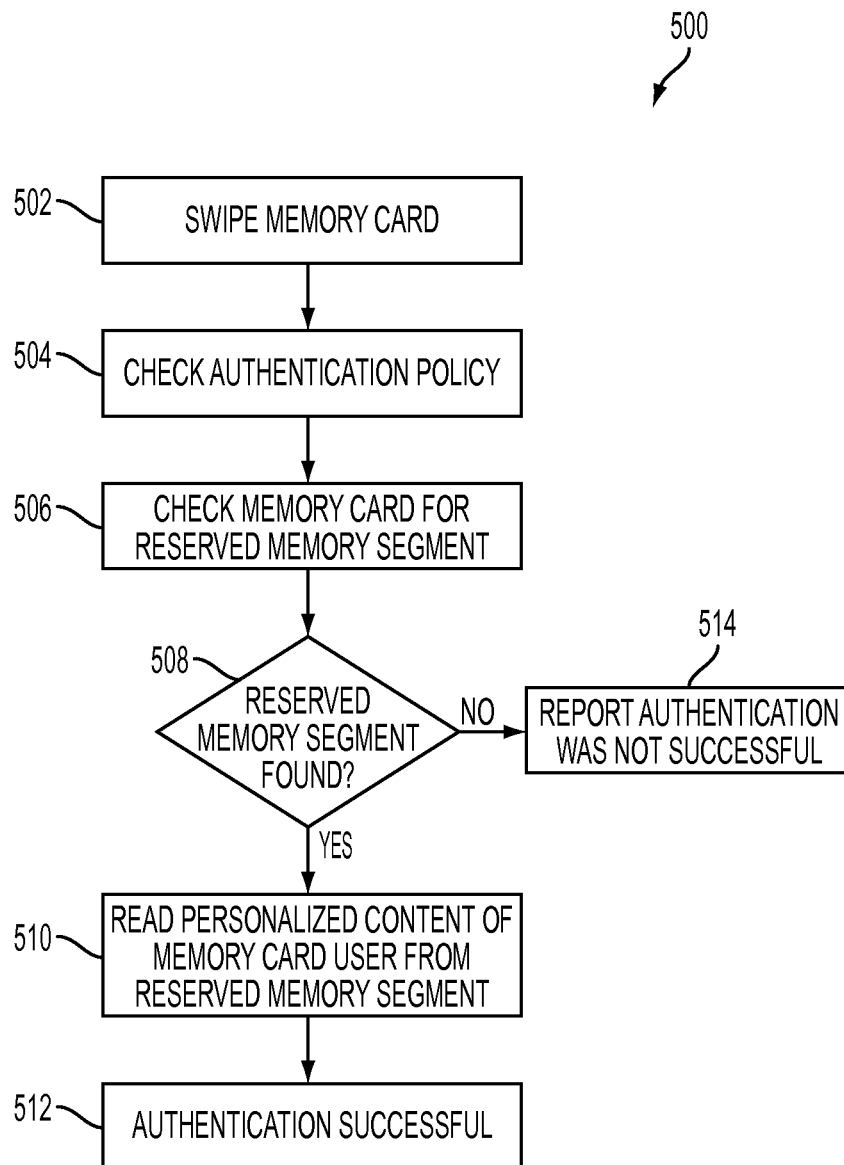 500
502
SWIPE MEMORY CARD
504
CHECK AUTHENTICATION POLICY
506
CHECK MEMORY CARD FOR
RESERVED MEMORY SEGMENT
508
RESERVED
MEMORY SEGMENT
FOUND?
NO
514
REPORT AUTHENTICATION
WAS NOT SUCCESSFUL
YES
510
READ PERSONALIZED CONTENT OF
MEMORY CARD USER FROM
RESERVED MEMORY SEGMENT
512
AUTHENTICATION SUCCESSFUL